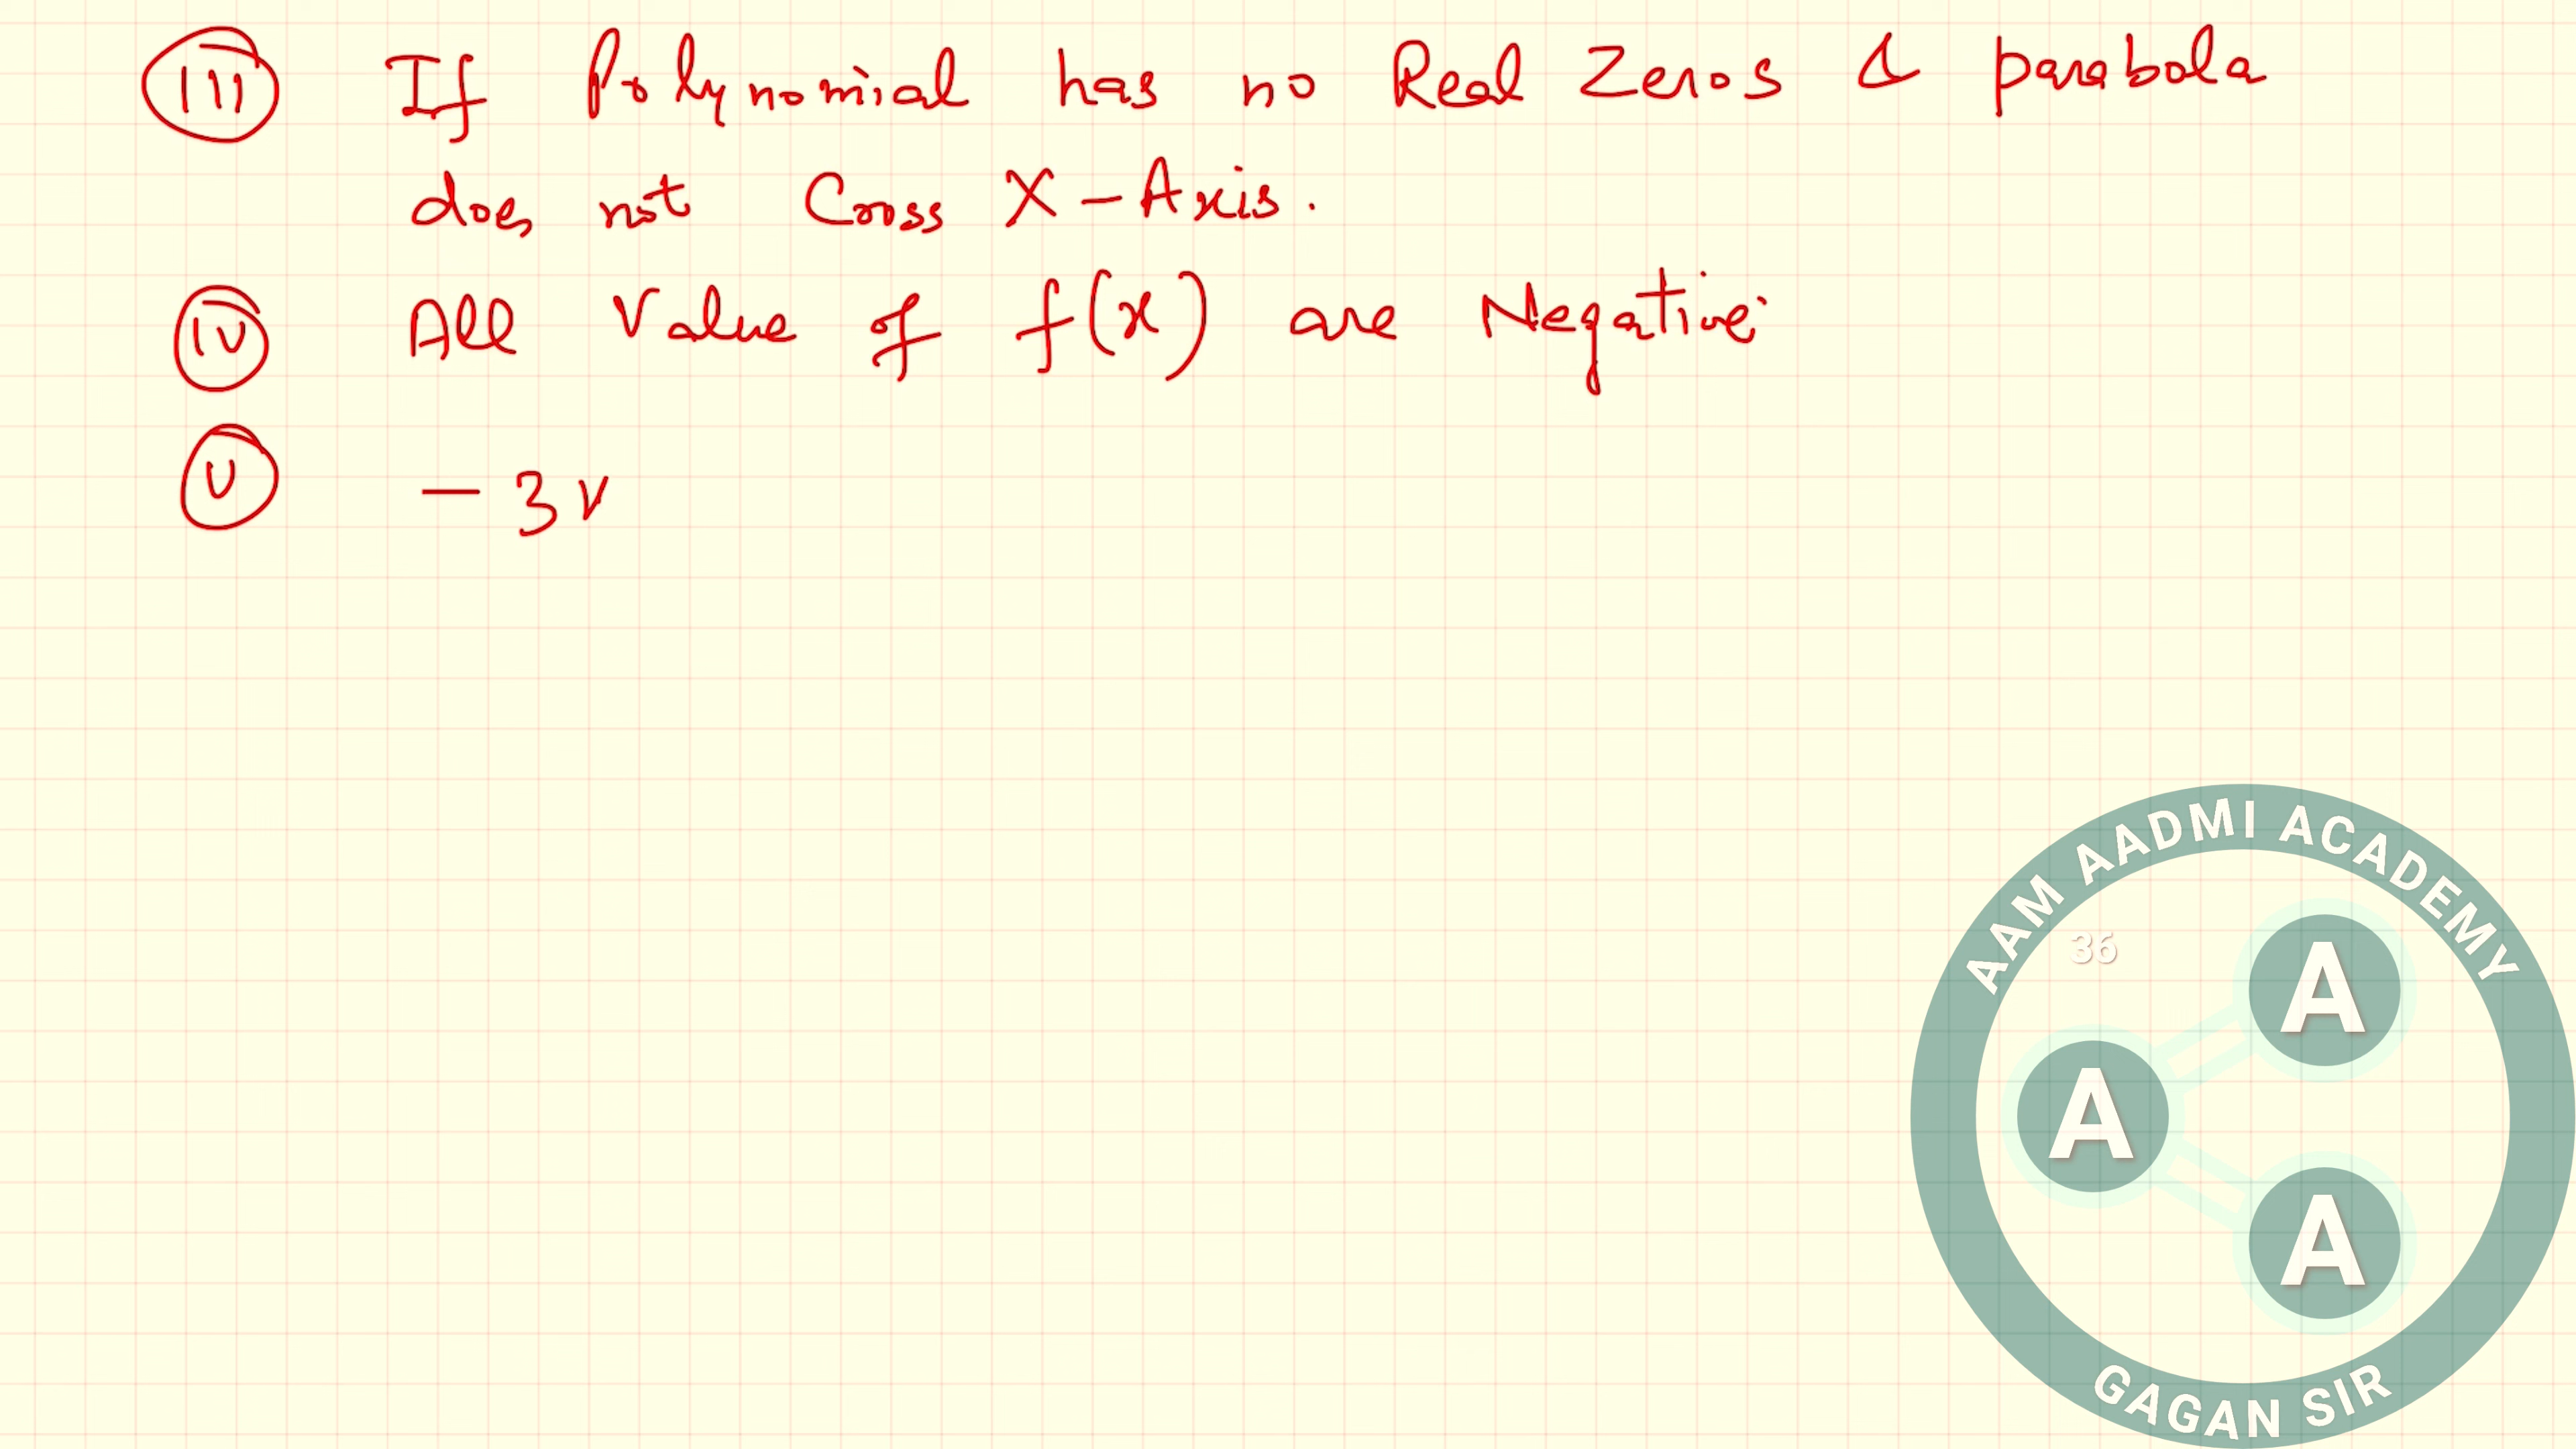 (iii) If Polynomial has no Real Zeros & parabola
does not Cross X-Axis.
(iv) All Value of f(x) are Negative
(v) - 3
AAM AADMI ACADEMY
36
A
A
A
GAGAN SIR